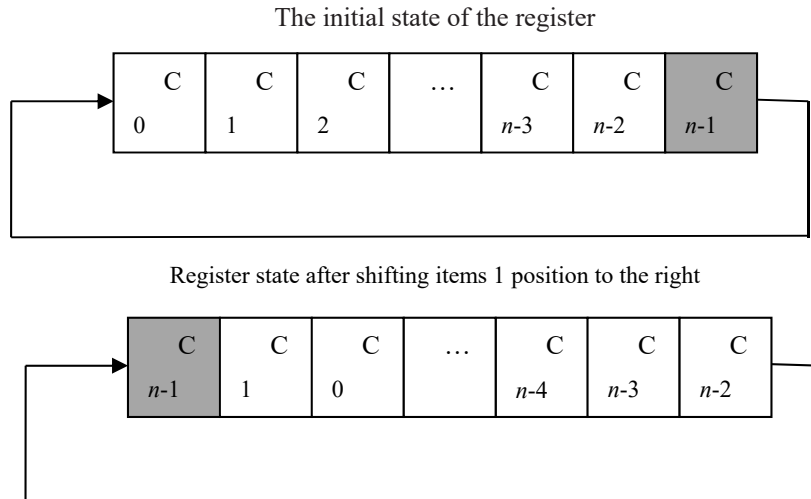 The initial state of the register
C C C … C C C
0 1 2 n-3 n-2 n-1
Register state after shifting items 1 position to the right
C C C … C C C
n-1 1 0 n-4 n-3 n-2